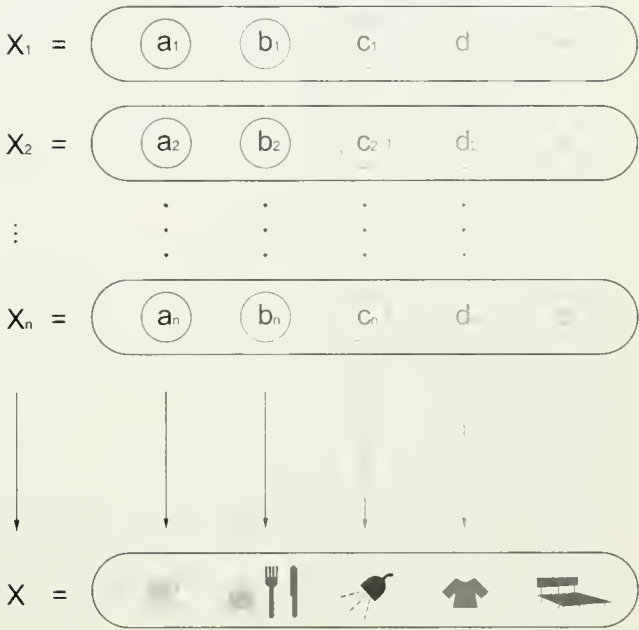 X₁ = a₁ b₁ c₁ d
X₂ = a₂ b₂ c₂ d
⋮
Xₙ = aₙ bₙ cₙ d
X =